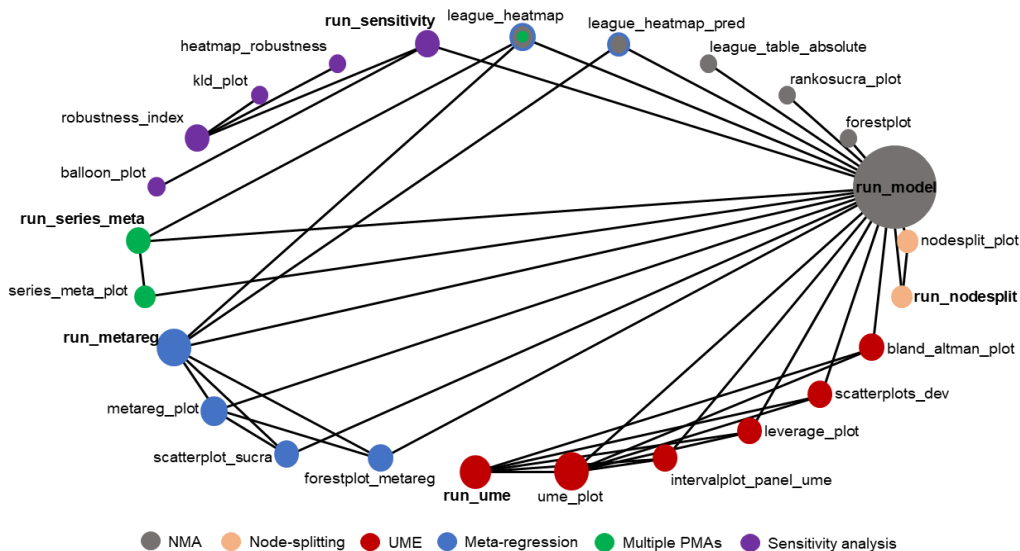 league_heatmap
run_sensitivity
league_heatmap_pred
heatmap_robustness
league_table_absolute
kld_plot
rankosucra_plot
robustness_index
forestplot
balloon_plot
run_model
run_series_meta
nodesplit_plot
series_meta_plot
run_nodesplit
run_metareg
bland_altman_plot
scatterplots_dev
metareg_plot
leverage_plot
scatterplot_sucra
forestplot_metareg
intervalplot_panel_ume
run_ume
ume_plot
NMA Node-splitting UME Meta-regression Multiple PMAs Sensitivity analysis